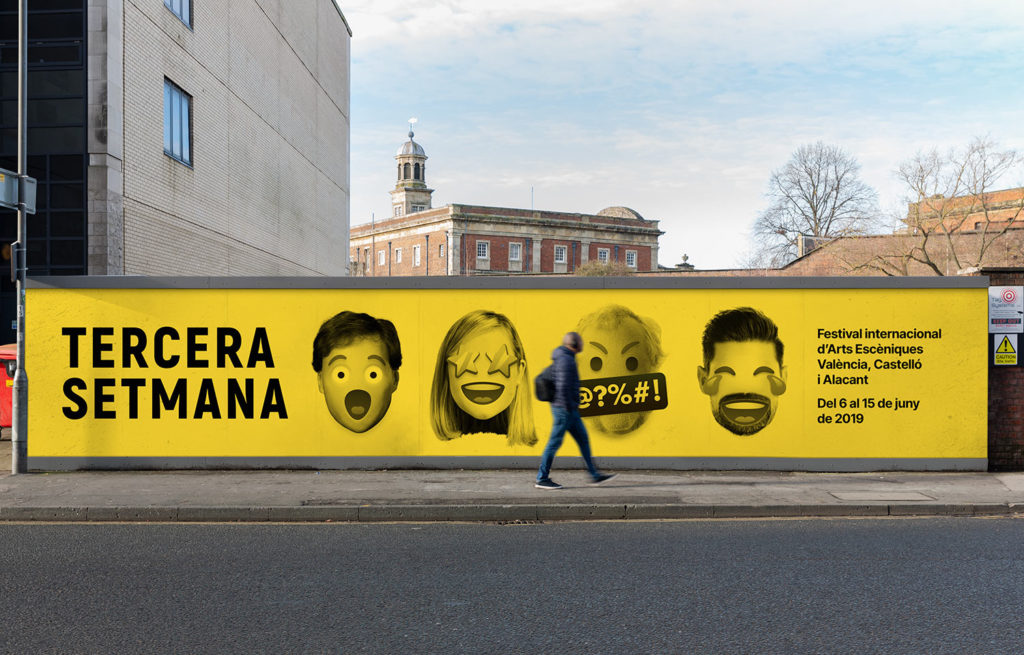 TERCERA
SETMANA
@?%#!
Festival internacional
d'Arts Escèniques
València, Castelló
i Alacant
Del 6 al 15 de juny
de 2019
CAUTION